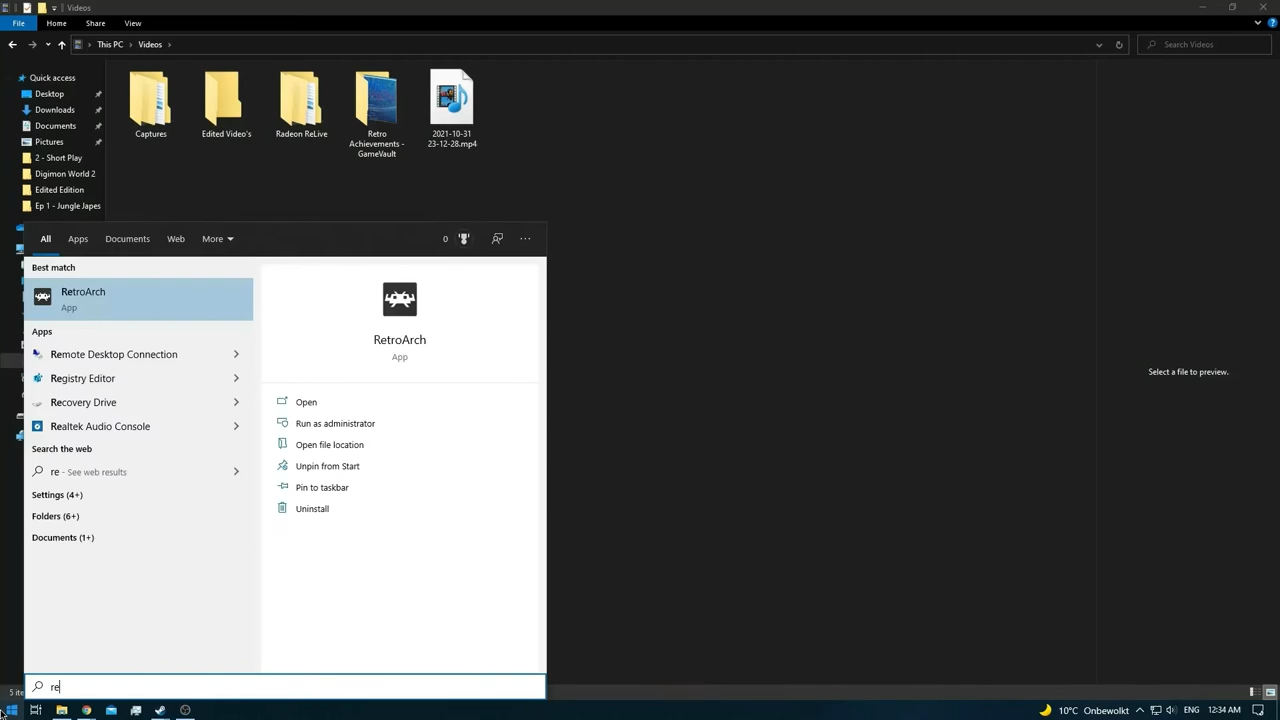 Videos
File Home Share View
This PC Videos
Search Videos
Quick access
Desktop
Downloads
Documents
Pictures
2 - Short Play
Digimon World 2
Edited Edition
Ep 1 - Jungle Japes
Captures
Edited Video's
Radeon ReLive
Retro
Achievements -
GameVault
2021-10-31
23-12-28.mp4
Select a file to preview.
All Apps Documents Web More
0
Best match
RetroArch
App
Apps
Remote Desktop Connection
Registry Editor
Recovery Drive
Realtek Audio Console
Search the web
re - See web results
Settings (4+)
Folders (6+)
Documents (1+)
RetroArch
App
Open
Run as administrator
Open file location
Unpin from Start
Pin to taskbar
Uninstall
re
5 ite
10°C Onbewolkt 12:34 AM